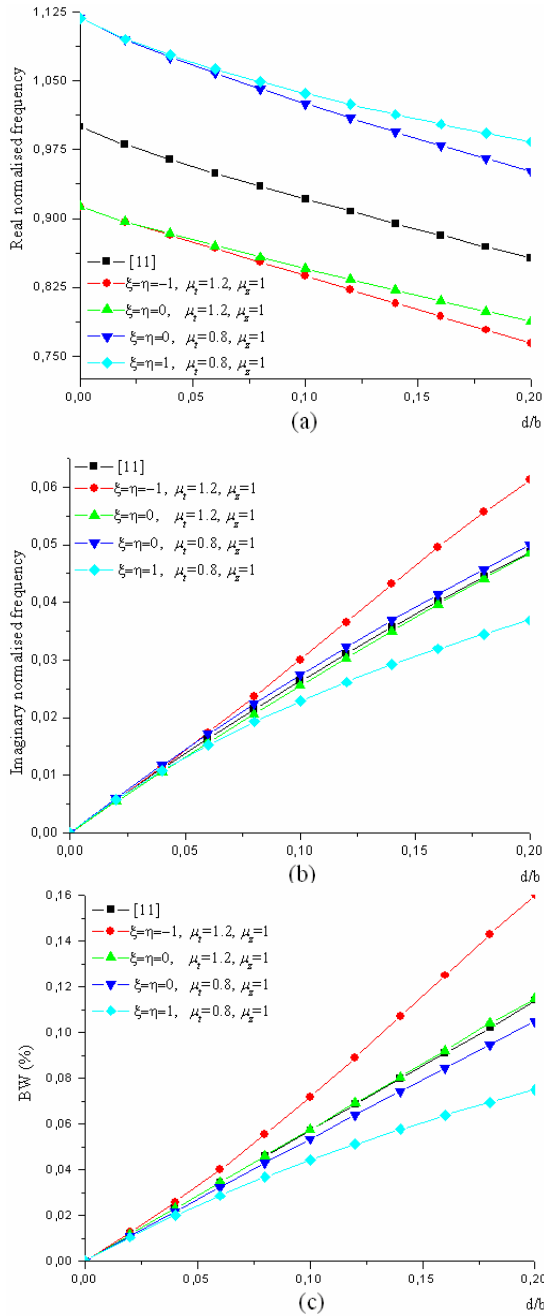 1,125
1,050
0,975
0,900
0,825
0,750
Real normalised frequency
[11]
ξ=η=-1, μt=1.2, μz=1
ξ=η=0, μt=1.2, μz=1
ξ=η=0, μt=0.8, μz=1
ξ=η=1, μt=0.8, μz=1
0,00 0,05 0,10 0,15 0,20
d/b
(a)
0,06
0,05
0,04
0,03
0,02
0,01
0,00
Imaginary normalised frequency
[11]
ξ=η=-1, μt=1.2, μz=1
ξ=η=0, μt=1.2, μz=1
ξ=η=0, μt=0.8, μz=1
ξ=η=1, μt=0.8, μz=1
0,00 0,05 0,10 0,15 0,20
d/b
(b)
0,16
0,14
0,12
0,10
0,08
0,06
0,04
0,02
0,00
BW (%)
[11]
ξ=η=-1, μt=1.2, μz=1
ξ=η=0, μt=1.2, μz=1
ξ=η=0, μt=0.8, μz=1
ξ=η=1, μt=0.8, μz=1
0,00 0,05 0,10 0,15 0,20
d/b
(c)